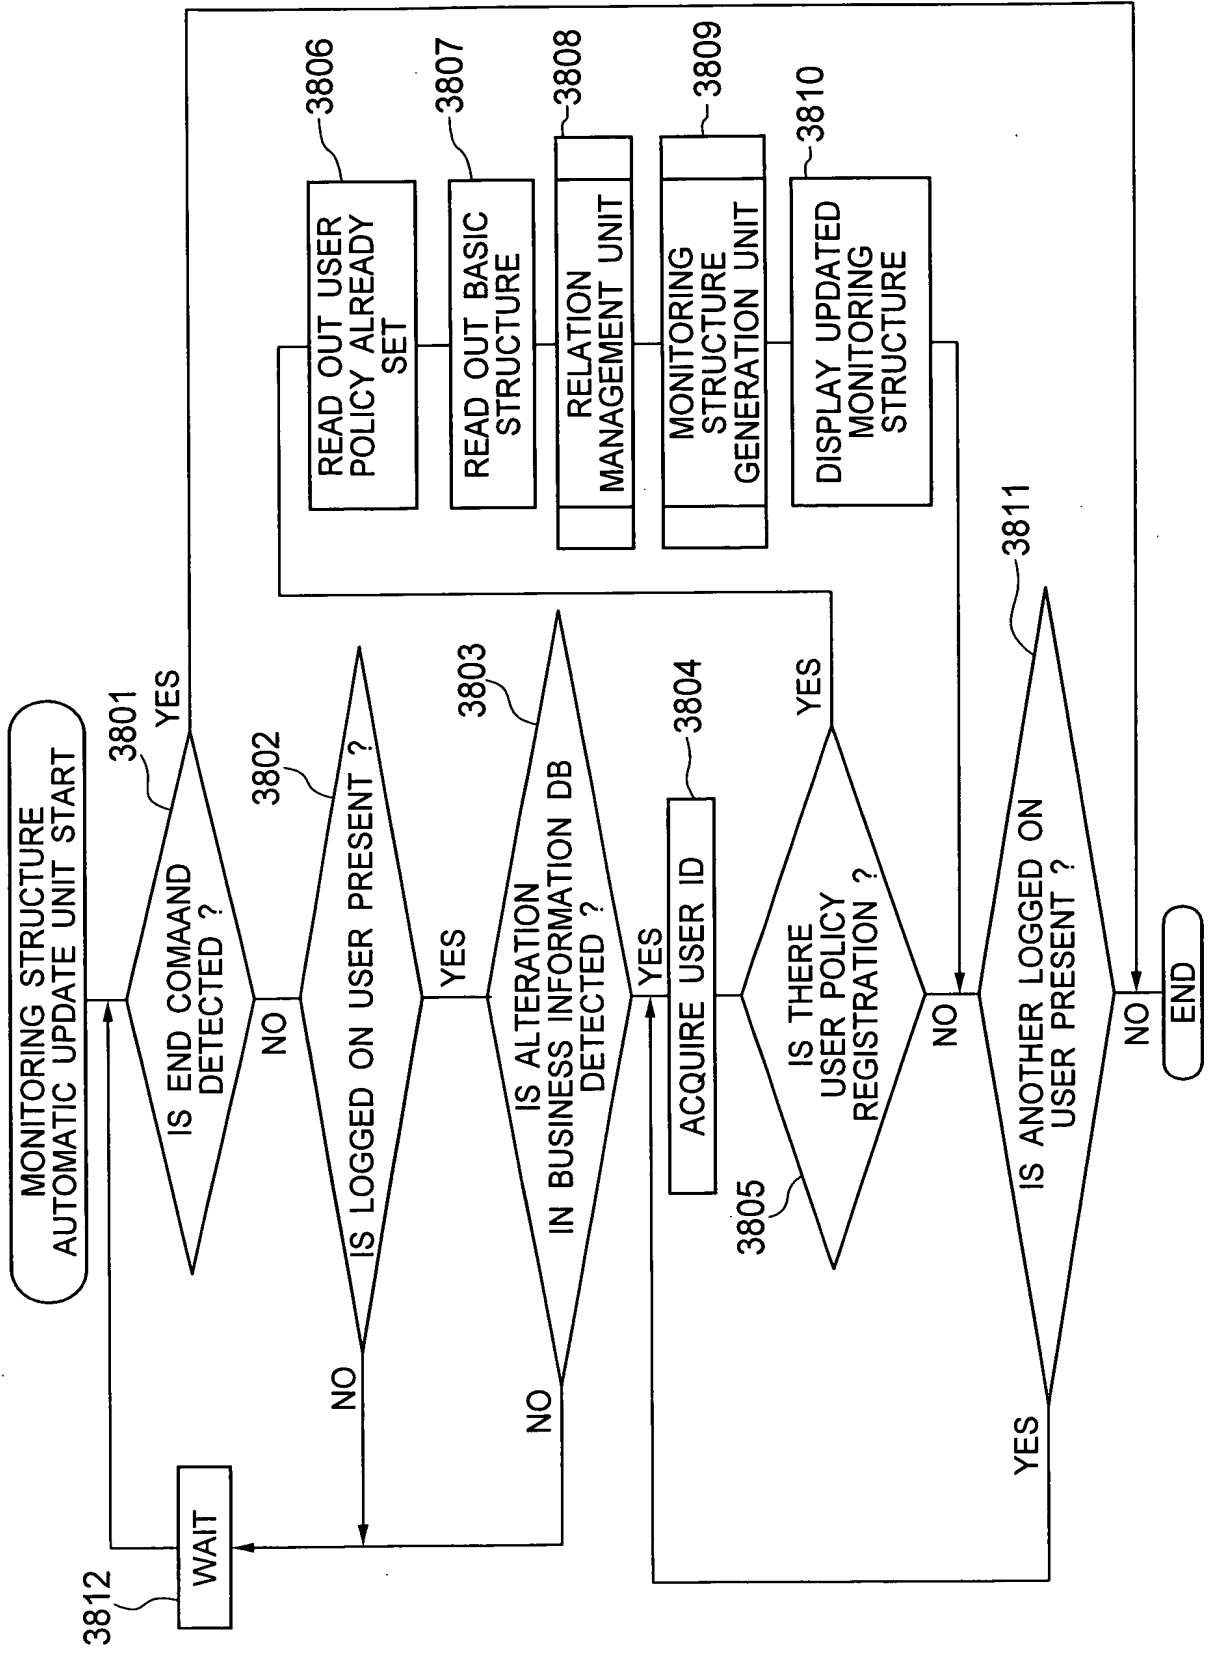 MONITORING STRUCTURE
AUTOMATIC UPDATE UNIT START
3801
IS END COMAAND
DETECTED ?
YES
NO
3802
IS LOGGED ON USER PRESENT ?
NO
YES
3803
IS ALTERATION
IN BUSINESS INFORMATION DB
DETECTED ?
NO
YES
3804
ACQUIRE USER ID
3805
IS THERE
USER POLICY
REGISTRATION ?
YES
NO
3806
READ OUT USER
POLICY ALREADY
SET
3807
READ OUT BASIC
STRUCTURE
3808
RELATION
MANAGEMENT UNIT
3809
MONITORING
STRUCTURE
GENERATION UNIT
3810
DISPLAY UPDATED
MONITORING
STRUCTURE
3811
IS ANOTHER LOGGED ON
USER PRESENT ?
YES
NO
END
3812
WAIT